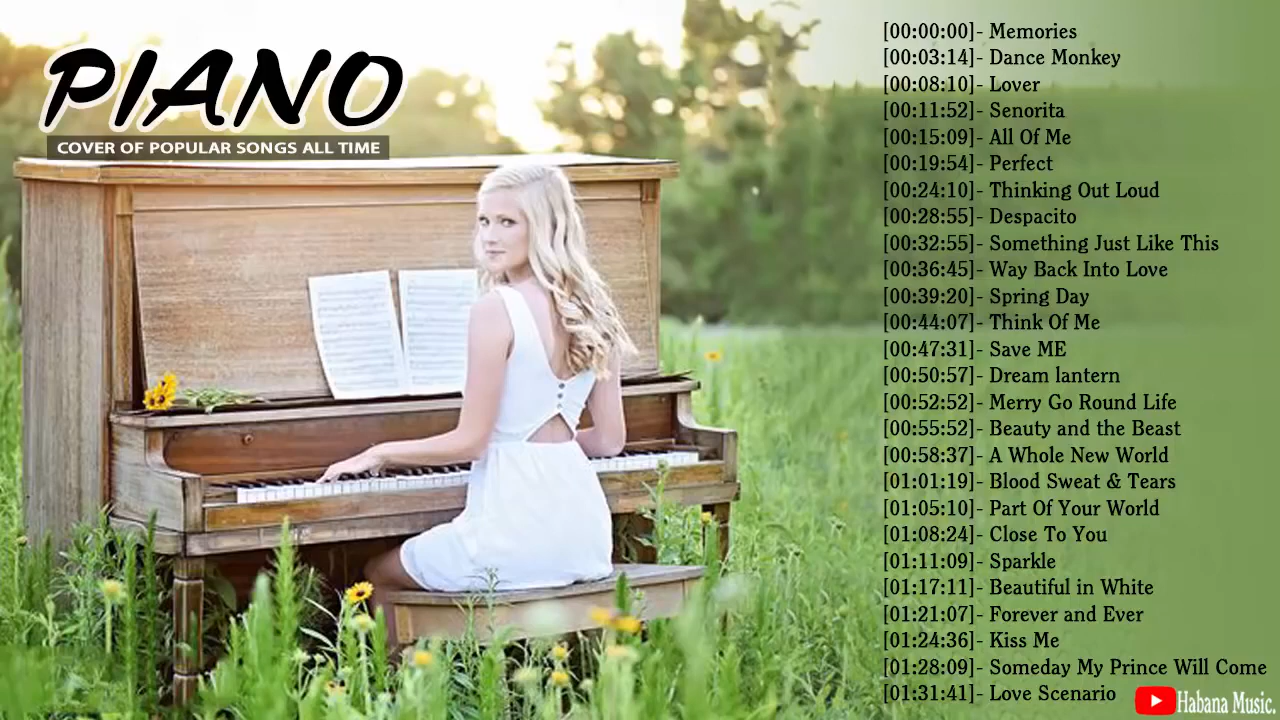 PIANO
COVER OF POPULAR SONGS ALL TIME
[00:00:00]- Memories
[00:03:14]- Dance Monkey
[00:08:10]- Lover
[00:11:52]- Senorita
[00:15:09]- All Of Me
[00:19:54]- Perfect
[00:24:10]- Thinking Out Loud
[00:28:55]- Despacito
[00:32:55]- Something Just Like This
[00:36:45]- Way Back Into Love
[00:39:20]- Spring Day
[00:44:07]- Think Of Me
[00:47:31]- Save ME
[00:50:57]- Dream lantern
[00:52:52]- Merry Go Round Life
[00:55:52]- Beauty and the Beast
[00:58:37]- A Whole New World
[01:01:19]- Blood Sweat & Tears
[01:05:10]- Part Of Your World
[01:08:24]- Close To You
[01:11:09]- Sparkle
[01:17:11]- Beautiful in White
[01:21:07]- Forever and Ever
[01:24:36]- Kiss Me
[01:28:09]- Someday My Prince Will Come
[01:31:41]- Love Scenario
Habana Music.